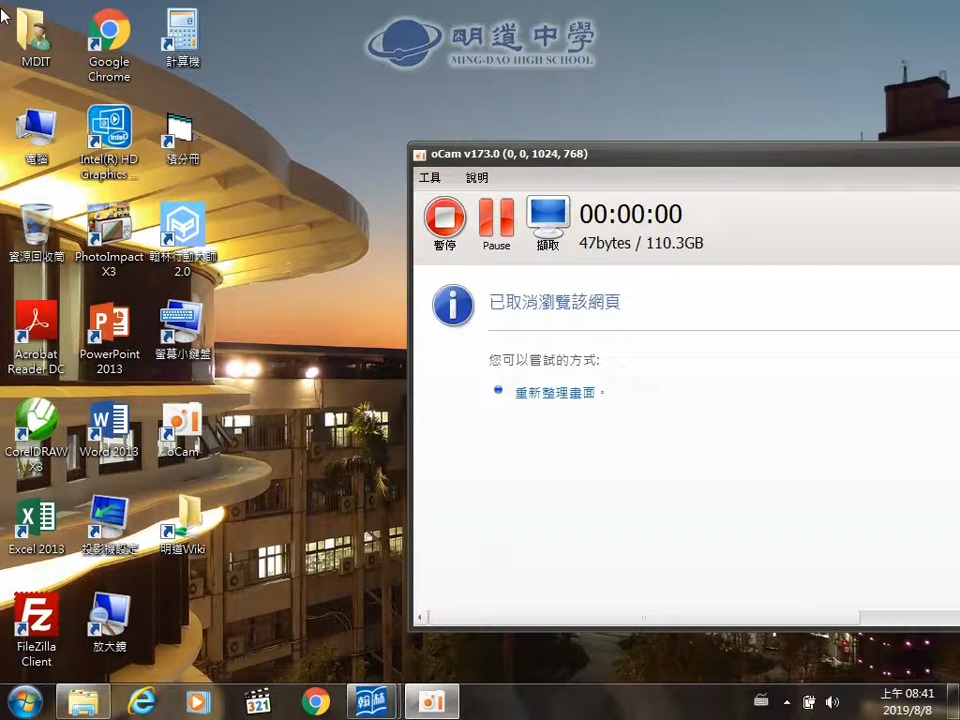 明道中學
MING-DAO HIGH SCHOOL
MDIT
Google
Chrome
計算機
電腦
Intel(R) HD
Graphics ...
積分冊
資源回收筒
PhotoImpact
X3
翰林行動大師
2.0
Acrobat
Reader DC
PowerPoint
2013
螢幕小鍵盤
CorelDRAW
X3
Word 2013
oCam
Excel 2013
投影機設定
明道Wiki
FileZilla
Client
放大鏡
oCam v173.0 (0, 0, 1024, 768)
工具 說明
暫停 Pause 擷取
00:00:00
47bytes / 110.3GB
已取消瀏覽該網頁
您可以嘗試的方式:
重新整理畫面。
321
翰林
上午 08:41
2019/8/8